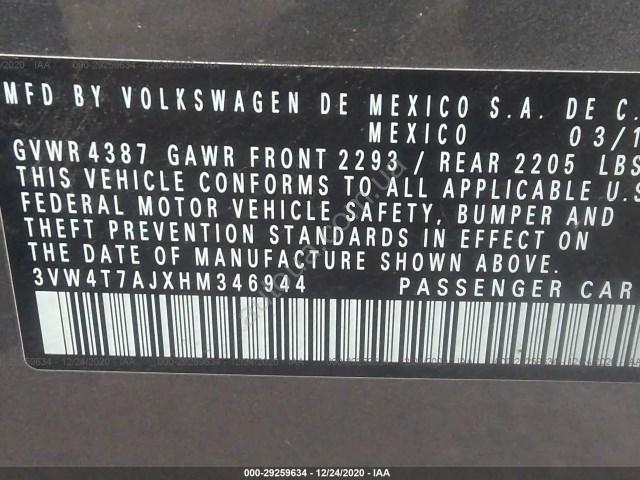 MFD BY VOLKSWAGEN DE MEXICO S.A. DE C.
MEXICO 03/1
GVWR 4387 GAWR FRONT 2293 / REAR 2205 LBS
THIS VEHICLE CONFORMS TO ALL APPLICABLE U.S
FEDERAL MOTOR VEHICLE SAFETY, BUMPER AND
THEFT PREVENTION STANDARDS IN EFFECT ON
THE DATE OF MANUFACTURE SHOWN ABOVE.
3VW4T7AJXHM346944 PASSENGER CAR
000-29259634 - 12/24/2020 - IAA